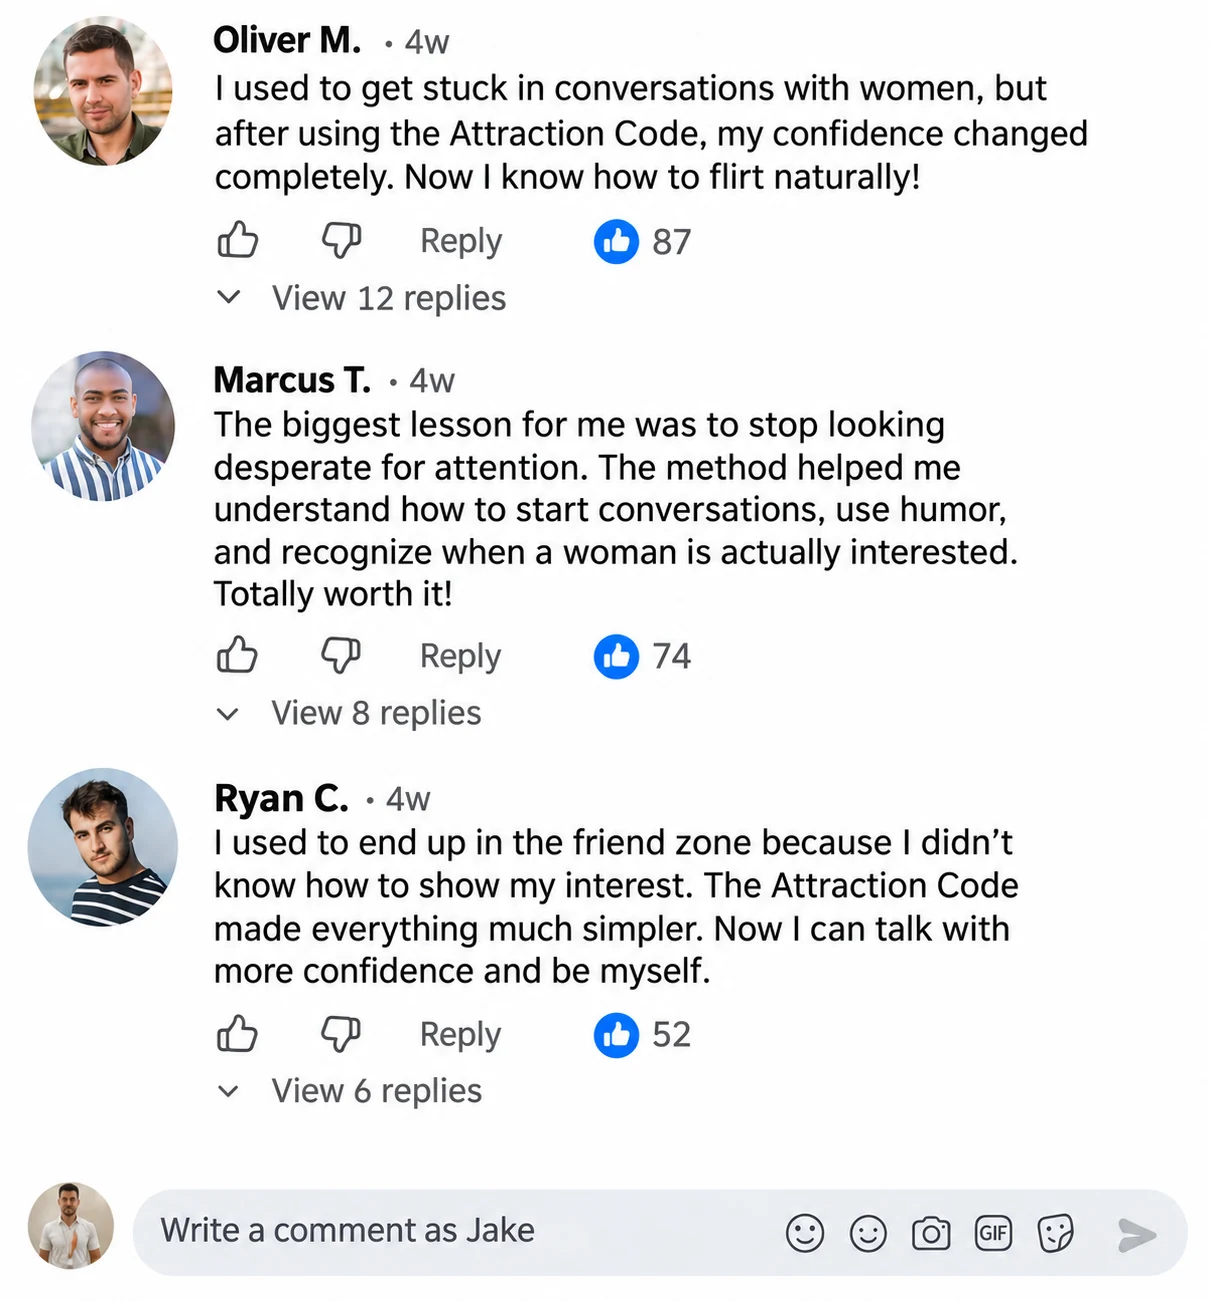 Oliver M. • 4w
I used to get stuck in conversations with women, but
after using the Attraction Code, my confidence changed
completely. Now I know how to flirt naturally!
Reply 87
View 12 replies
Marcus T. • 4w
The biggest lesson for me was to stop looking
desperate for attention. The method helped me
understand how to start conversations, use humor,
and recognize when a woman is actually interested.
Totally worth it!
Reply 74
View 8 replies
Ryan C. • 4w
I used to end up in the friend zone because I didn’t
know how to show my interest. The Attraction Code
made everything much simpler. Now I can talk with
more confidence and be myself.
Reply 52
View 6 replies
Write a comment as Jake GIF